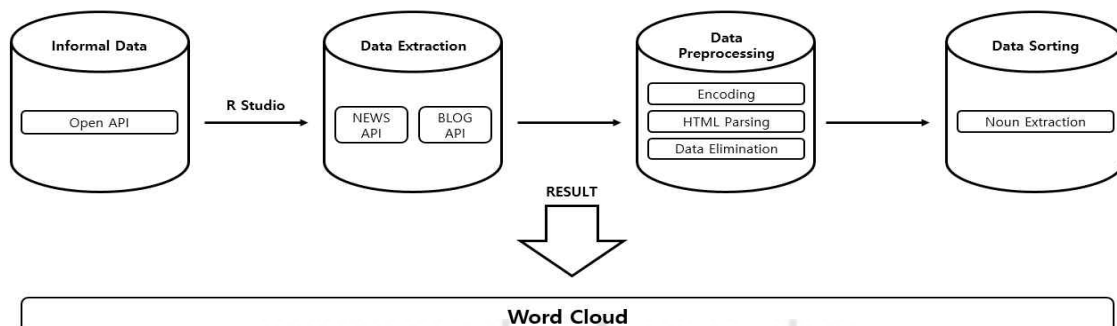 Informal Data
Open API
R Studio
Data Extraction
NEWS
API
BLOG
API
Data
Preprocessing
Encoding
HTML Parsing
Data Elimination
Data Sorting
Noun Extraction
RESULT
Word Cloud